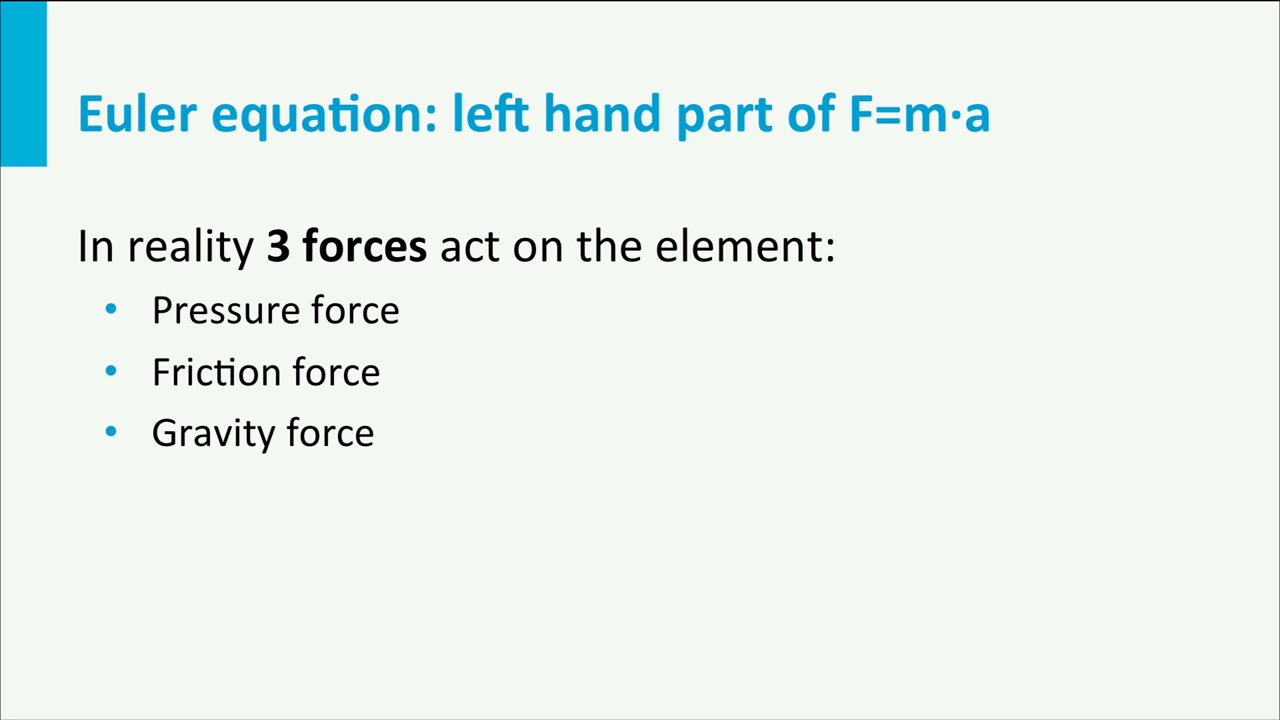 Euler equation: left hand part of F=m·a
In reality 3 forces act on the element:
• Pressure force
• Friction force
• Gravity force